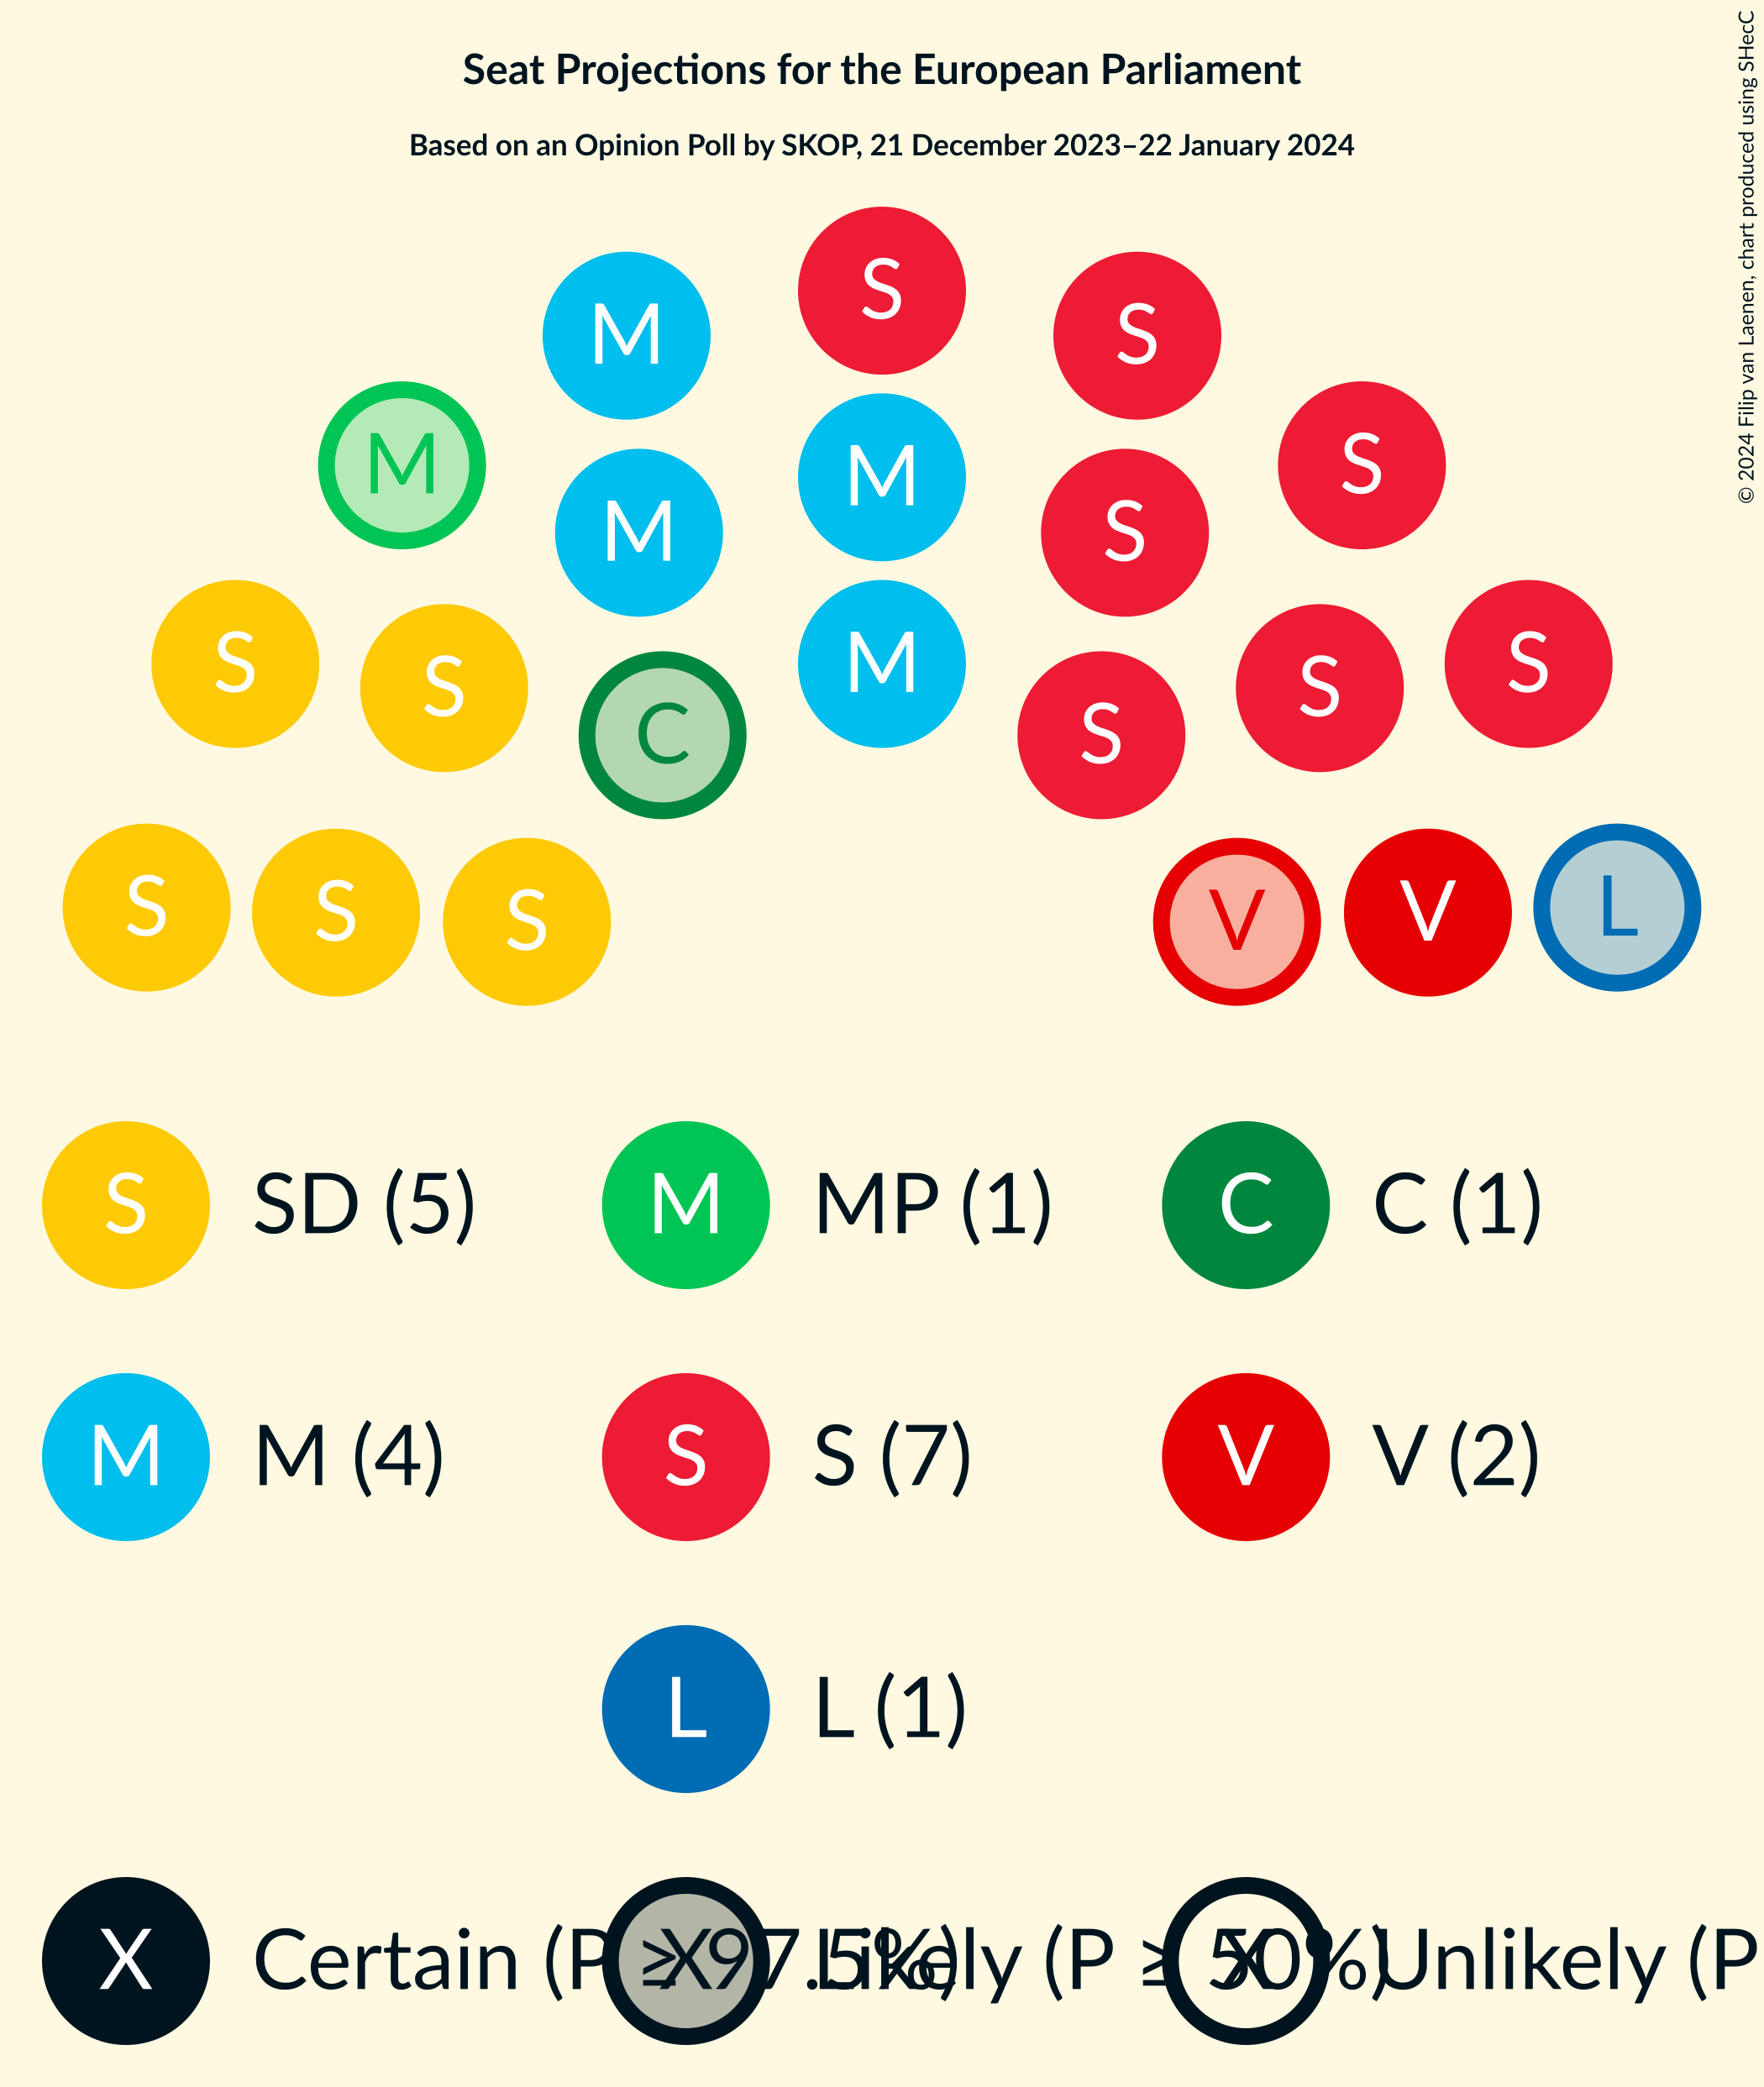 Seat Projections for the European Parliament
Based on an Opinion Poll by SKOP, 21 December 2023–22 January 2024
© 2024 Filip van Laenen, chart produced using SHecC
S
M S
M S
M M S
S S
S S C M S S
S S S V V L
S SD (5) M MP (1) C C (1)
M M (4) S S (7) V V (2)
L L (1)
X Certain (P ≥ 97.5%) X Likely (P ≥ 50%) X Unlikely (P